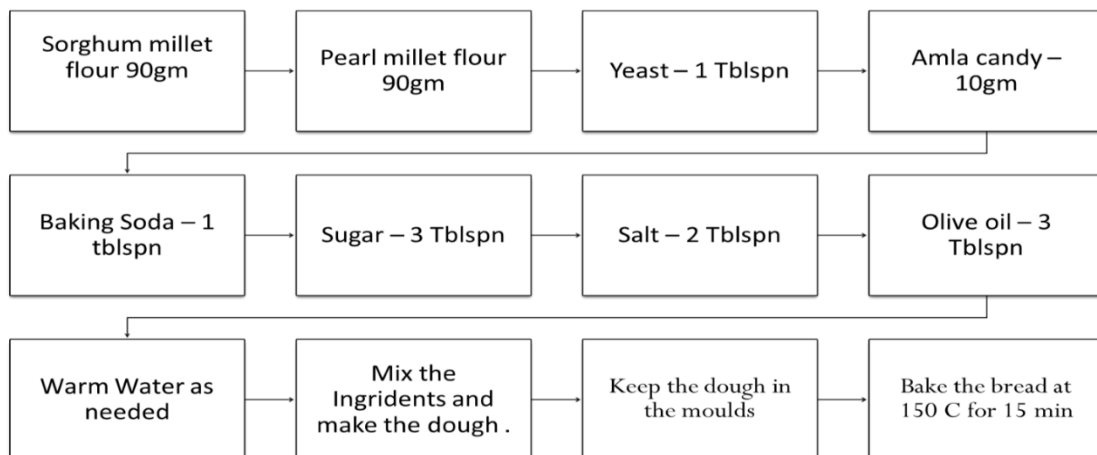 Sorghum millet
flour 90gm
Pearl millet flour
90gm
Yeast – 1 Tblspn
Amla candy –
10gm
Baking Soda – 1
tblspn
Sugar – 3 Tblspn
Salt – 2 Tblspn
Olive oil – 3
Tblspn
Warm Water as
needed
Mix the
Ingridents and
make the dough .
Keep the dough in
the moulds
Bake the bread at
150 C for 15 min